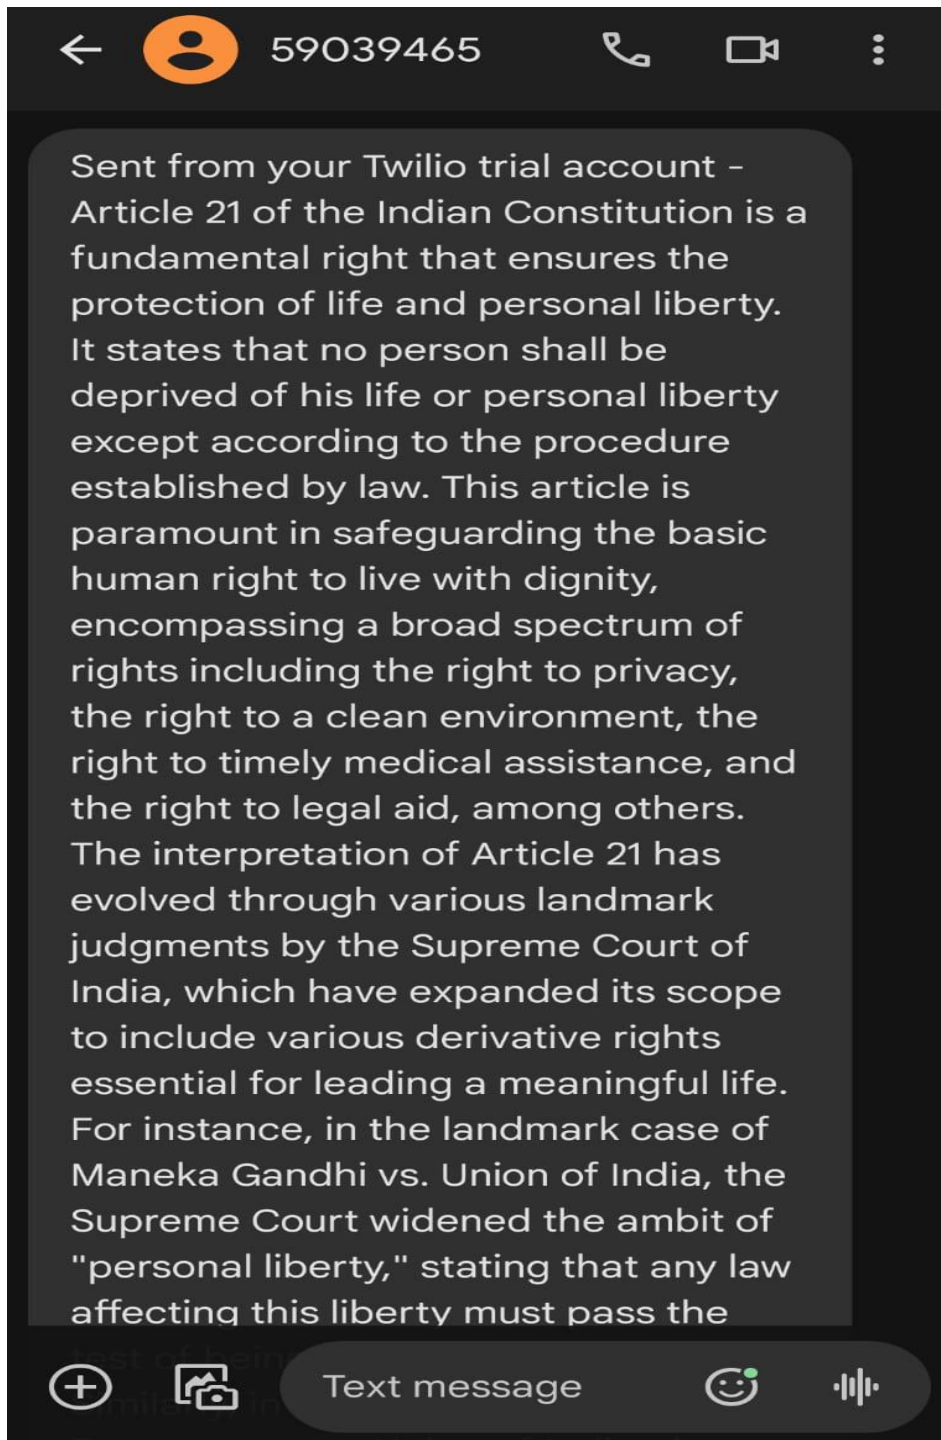 59039465
Sent from your Twilio trial account -
Article 21 of the Indian Constitution is a
fundamental right that ensures the
protection of life and personal liberty.
It states that no person shall be
deprived of his life or personal liberty
except according to the procedure
established by law. This article is
paramount in safeguarding the basic
human right to live with dignity,
encompassing a broad spectrum of
rights including the right to privacy,
the right to a clean environment, the
right to timely medical assistance, and
the right to legal aid, among others.
The interpretation of Article 21 has
evolved through various landmark
judgments by the Supreme Court of
India, which have expanded its scope
to include various derivative rights
essential for leading a meaningful life.
For instance, in the landmark case of
Maneka Gandhi vs. Union of India, the
Supreme Court widened the ambit of
"personal liberty," stating that any law
affecting this liberty must pass the
test of being
Text message